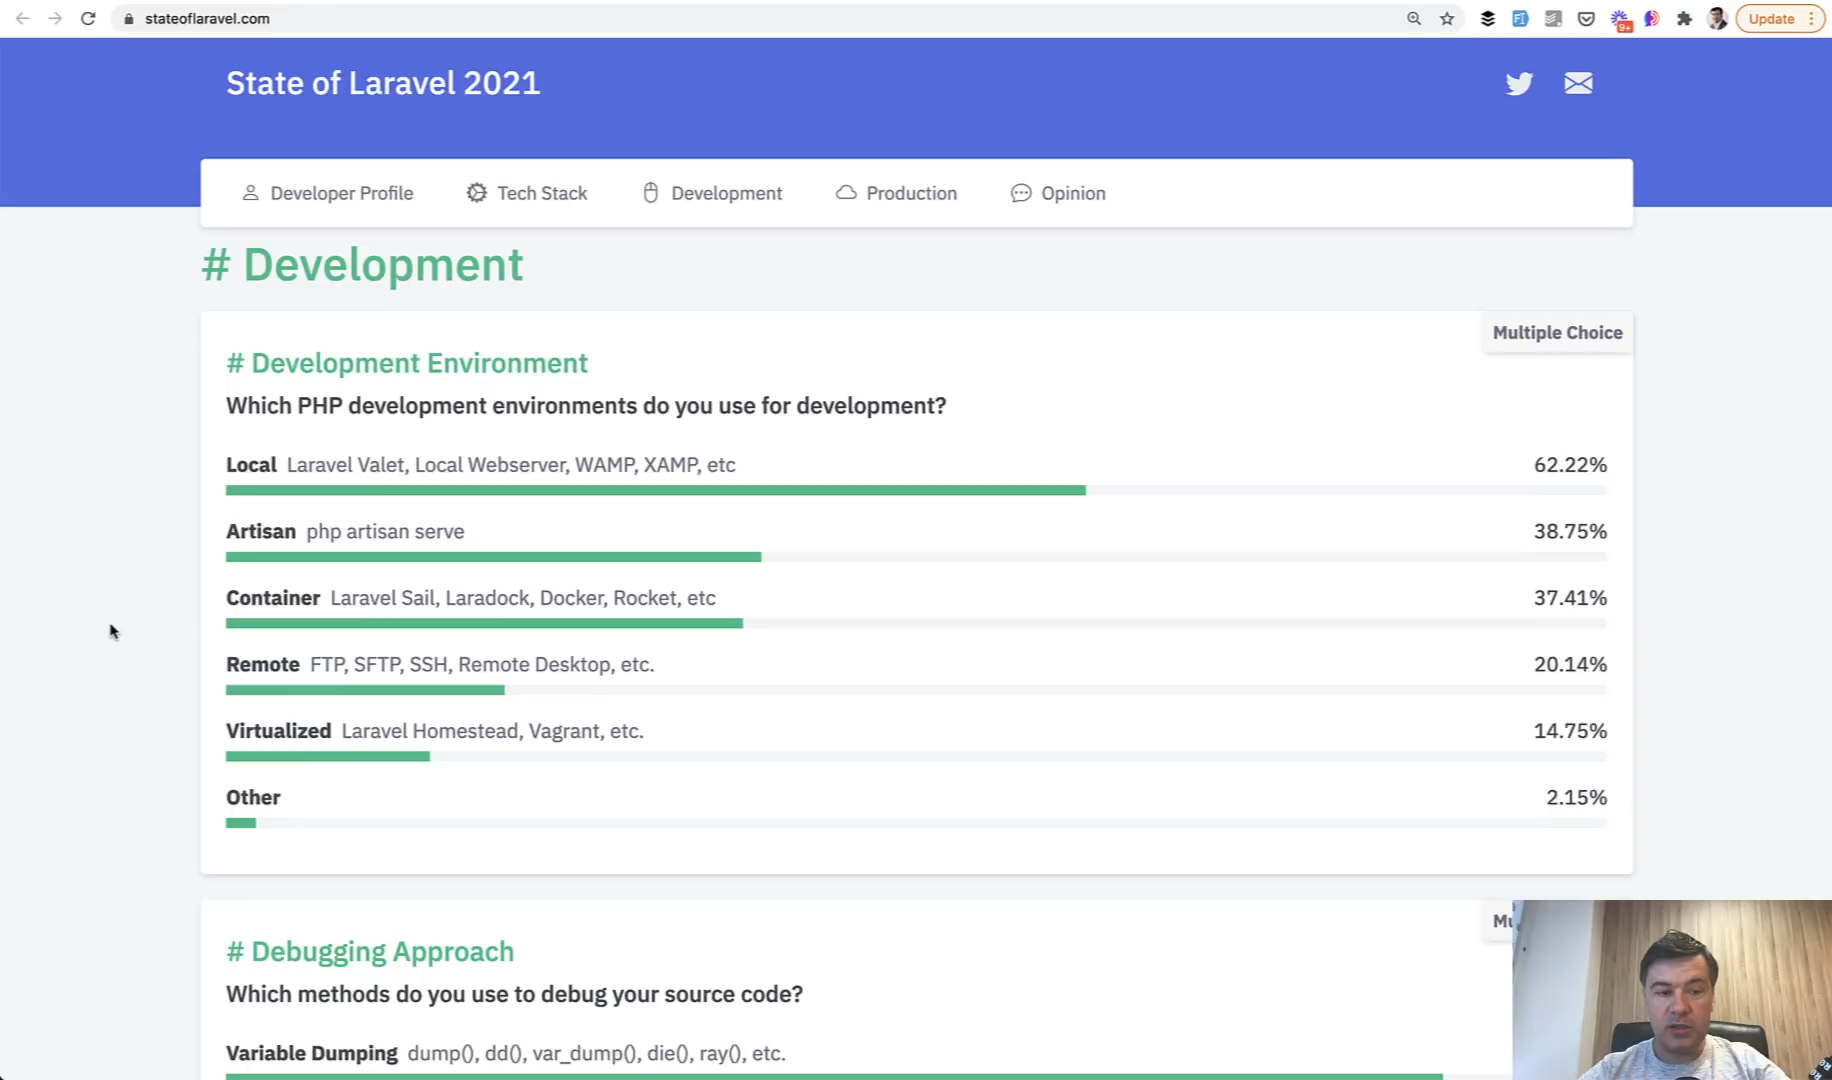 stateoflaravel.com
Update
9+
State of Laravel 2021
Developer Profile
Tech Stack
Development
Production
Opinion
# Development
Multiple Choice
# Development Environment
Which PHP development environments do you use for development?
Local Laravel Valet, Local Webserver, WAMP, XAMP, etc 62.22%
Artisan php artisan serve 38.75%
Container Laravel Sail, Laradock, Docker, Rocket, etc 37.41%
Remote FTP, SFTP, SSH, Remote Desktop, etc. 20.14%
Virtualized Laravel Homestead, Vagrant, etc. 14.75%
Other 2.15%
# Debugging Approach
Which methods do you use to debug your source code?
Variable Dumping dump(), dd(), var_dump(), die(), ray(), etc.